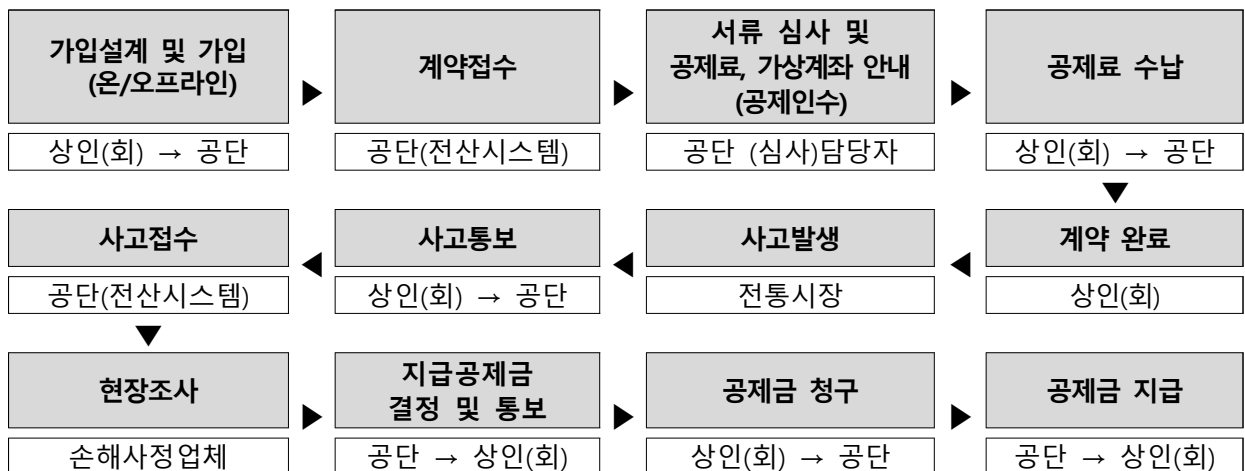 가입설계 및 가입
(온/오프라인)
상인(회) → 공단
계약접수
공단(전산시스템)
서류 심사 및
공제료, 가상계좌 안내
(공제인수)
공단 (심사)담당자
공제료 수납
상인(회) → 공단
계약 완료
상인(회)
사고발생
전통시장
사고통보
상인(회) → 공단
사고접수
공단(전산시스템)
현장조사
손해사정업체
지급공제금
결정 및 통보
공단 → 상인(회)
공제금 청구
상인(회) → 공단
공제금 지급
공단 → 상인(회)